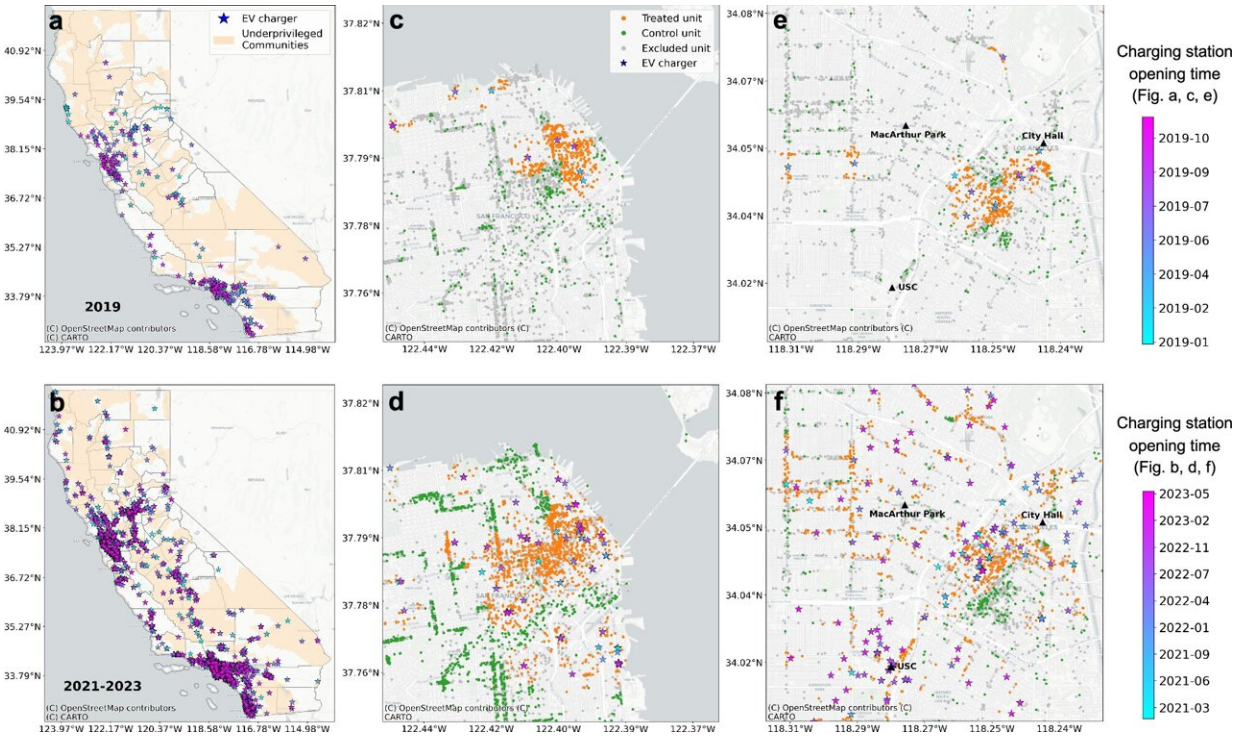 a
EV charger
Underprivileged
Communities
40.92°N
39.54°N
38.15°N
36.72°N
35.27°N
33.79°N
2019
(C) OpenStreetMap contributors
(C) CARTO
123.97°W 122.17°W 120.37°W 118.58°W 116.78°W 114.98°W
c
Treated unit
Control unit
Excluded unit
EV charger
37.82°N
37.81°N
37.79°N
37.78°N
37.76°N
SAN FRANCISCO
(C) OpenStreetMap contributors (C)
CARTO
122.44°W 122.42°W 122.40°W 122.39°W 122.37°W
e
34.08°N
34.07°N
34.05°N
34.04°N
34.02°N
MacArthur Park
City Hall
LOS ANGELES
USC
(C) OpenStreetMap contributors (C)
CARTO
118.31°W 118.29°W 118.27°W 118.25°W 118.24°W
Charging station
opening time
(Fig. a, c, e)
2019-10
2019-09
2019-07
2019-06
2019-04
2019-02
2019-01
b
40.92°N
39.54°N
38.15°N
36.72°N
35.27°N
33.79°N
2021-2023
(C) OpenStreetMap contributors
(C) CARTO
123.97°W 122.17°W 120.37°W 118.58°W 116.78°W 114.98°W
d
37.82°N
37.81°N
37.79°N
37.78°N
37.76°N
(C) OpenStreetMap contributors (C)
CARTO
122.44°W 122.42°W 122.40°W 122.39°W 122.37°W
f
34.08°N
34.07°N
34.05°N
34.04°N
34.02°N
MacArthur Park
City Hall
USC
(C) OpenStreetMap contributors (C)
CARTO
118.31°W 118.29°W 118.27°W 118.25°W 118.24°W
Charging station
opening time
(Fig. b, d, f)
2023-05
2023-02
2022-11
2022-07
2022-04
2022-01
2021-09
2021-06
2021-03